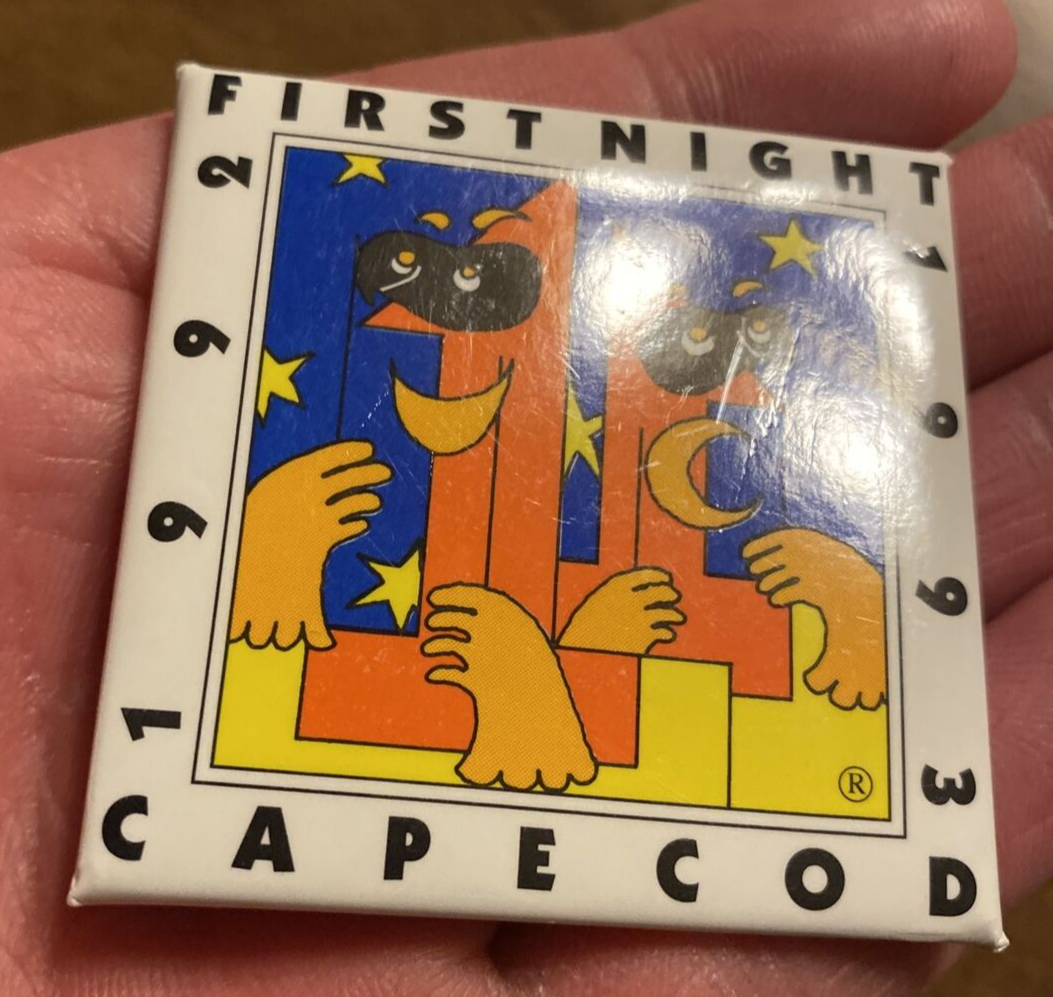 FIRST NIGHT
1992
1993
®
CAPE COD